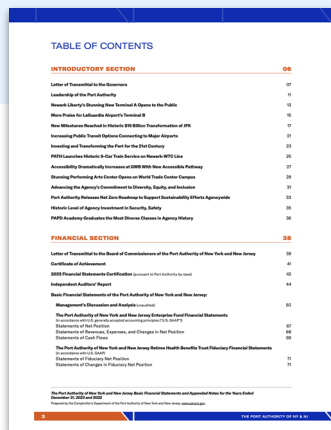 TABLE OF CONTENTS
INTRODUCTORY SECTION 06
Letter of Transmittal to the Governors 07
Leadership of the Port Authority 11
Newark Liberty's Stunning New Terminal A Opens to the Public 13
More Praise for LaGuardia Airport's Terminal B 15
New Milestones Reached in Historic $19 Billion Transformation of JFK 17
Increasing Public Transit Options Connecting to Major Airports 21
Investing and Transforming the Port for the 21st Century 23
PATH Launches Historic 9-Car Train Service on Newark-WTC Line 25
Accessibility Dramatically Increases at GWB With New Accessible Pathway 27
Stunning Performing Arts Center Opens on World Trade Center Campus 29
Advancing the Agency's Commitment to Diversity, Equity, and Inclusion 31
Port Authority Releases Net Zero Roadmap to Support Sustainability Efforts Agencywide 33
Historic Level of Agency Investment in Security, Safety 35
PAPD Academy Graduates the Most Diverse Classes in Agency History 36
FINANCIAL SECTION 38
Letter of Transmittal to the Board of Commissioners of the Port Authority of New York and New Jersey 39
Certificate of Achievement 41
2023 Financial Statements Certification (pursuant to Port Authority by-laws) 42
Independent Auditors' Report 44
Basic Financial Statements of the Port Authority of New York and New Jersey:
Management's Discussion and Analysis (unaudited) 50
The Port Authority of New York and New Jersey Enterprise Fund Financial Statements
(in accordance with U.S. generally accepted accounting principles ("U.S. GAAP"))
Statements of Net Position 67
Statements of Revenues, Expenses, and Changes in Net Position 68
Statements of Cash Flows 69
The Port Authority of New York and New Jersey Retiree Health Benefits Trust Fiduciary Financial Statements
(in accordance with U.S. GAAP)
Statements of Fiduciary Net Position 71
Statements of Changes in Fiduciary Net Position 71
The Port Authority of New York and New Jersey Basic Financial Statements and Appended Notes for the Years Ended
December 31, 2023 and 2022
Prepared by the Comptroller's Department of the Port Authority of New York and New Jersey; www.panynj.gov
3 THE PORT AUTHORITY OF NY & NJ